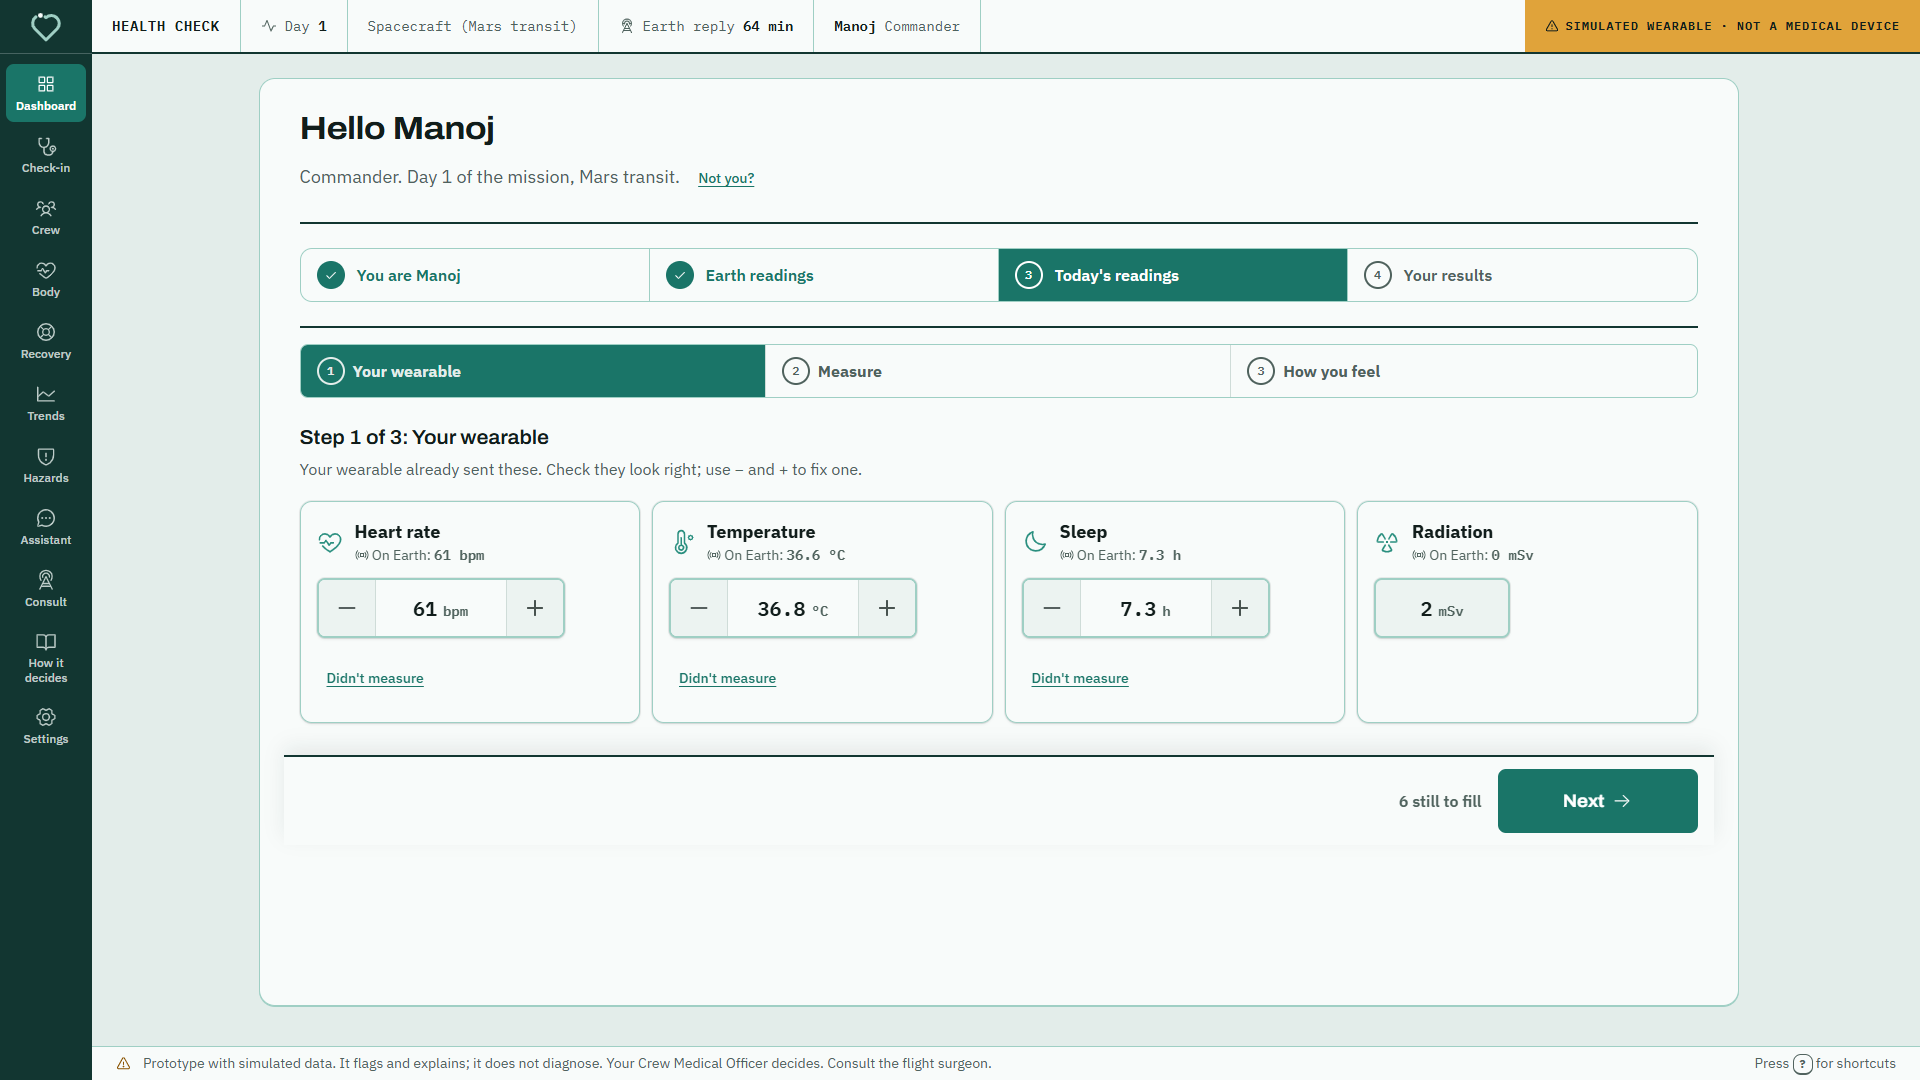 HEALTH CHECK
Day 1
Spacecraft (Mars transit)
Earth reply 64 min
Manoj Commander
SIMULATED WEARABLE · NOT A MEDICAL DEVICE
Dashboard
Check-in
Crew
Body
Recovery
Trends
Hazards
Assistant
Consult
How it
decides
Settings
Hello Manoj
Commander. Day 1 of the mission, Mars transit. Not you?
You are Manoj
Earth readings
3 Today's readings
4 Your results
1 Your wearable
2 Measure
3 How you feel
Step 1 of 3: Your wearable
Your wearable already sent these. Check they look right; use − and + to fix one.
Heart rate
On Earth: 61 bpm
− 61 bpm +
Didn't measure
Temperature
On Earth: 36.6 °C
− 36.8 °C +
Didn't measure
Sleep
On Earth: 7.3 h
− 7.3 h +
Didn't measure
Radiation
On Earth: 0 mSv
2 mSv
6 still to fill
Next →
Prototype with simulated data. It flags and explains; it does not diagnose. Your Crew Medical Officer decides. Consult the flight surgeon.
Press ? for shortcuts